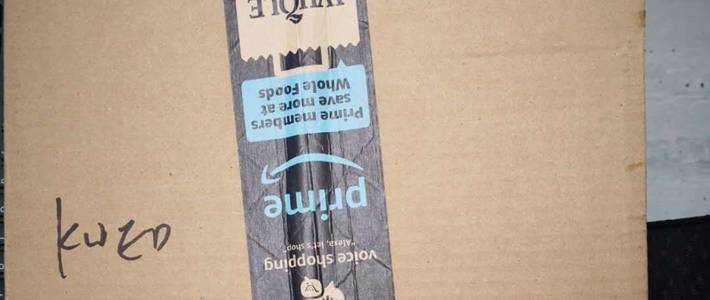 voice shopping
"Alexa, let's shop"
prime
Prime members
save more at
Whole Foods
WHOLE